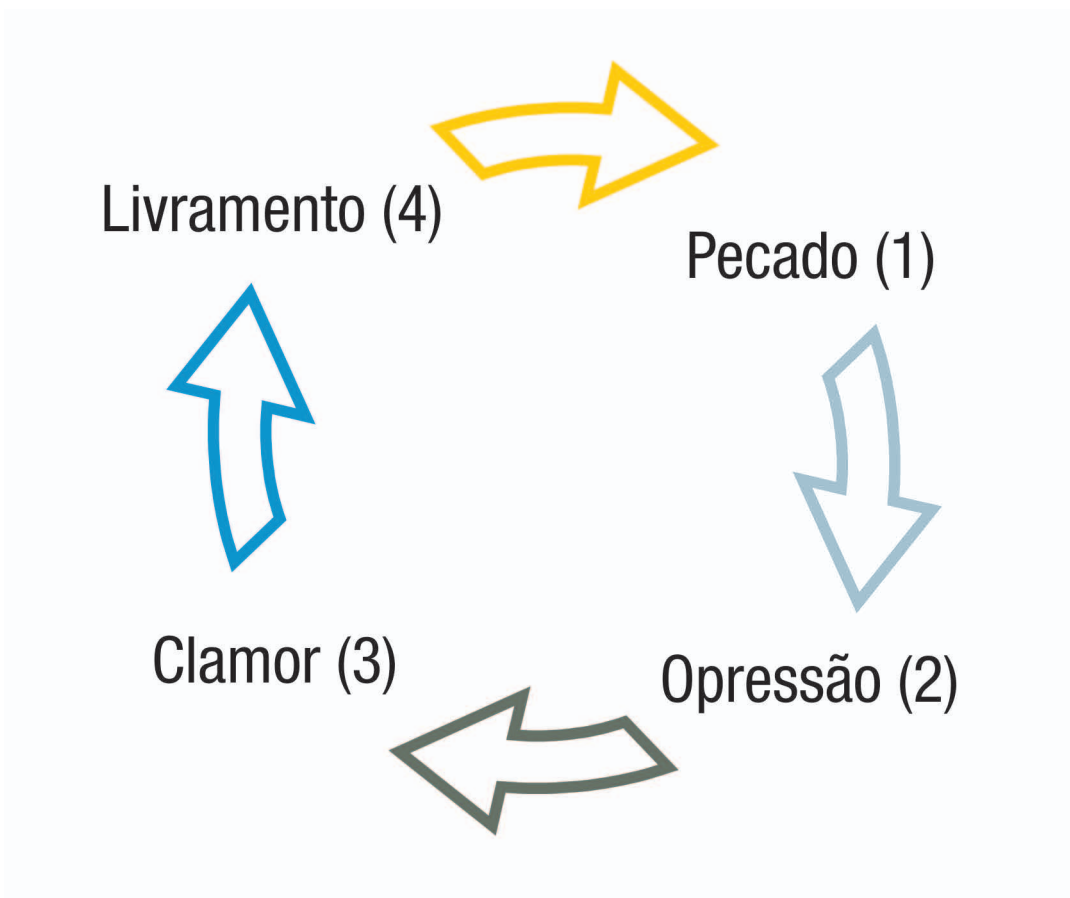 Livramento (4)
Pecado (1)
Clamor (3)
Opressão (2)